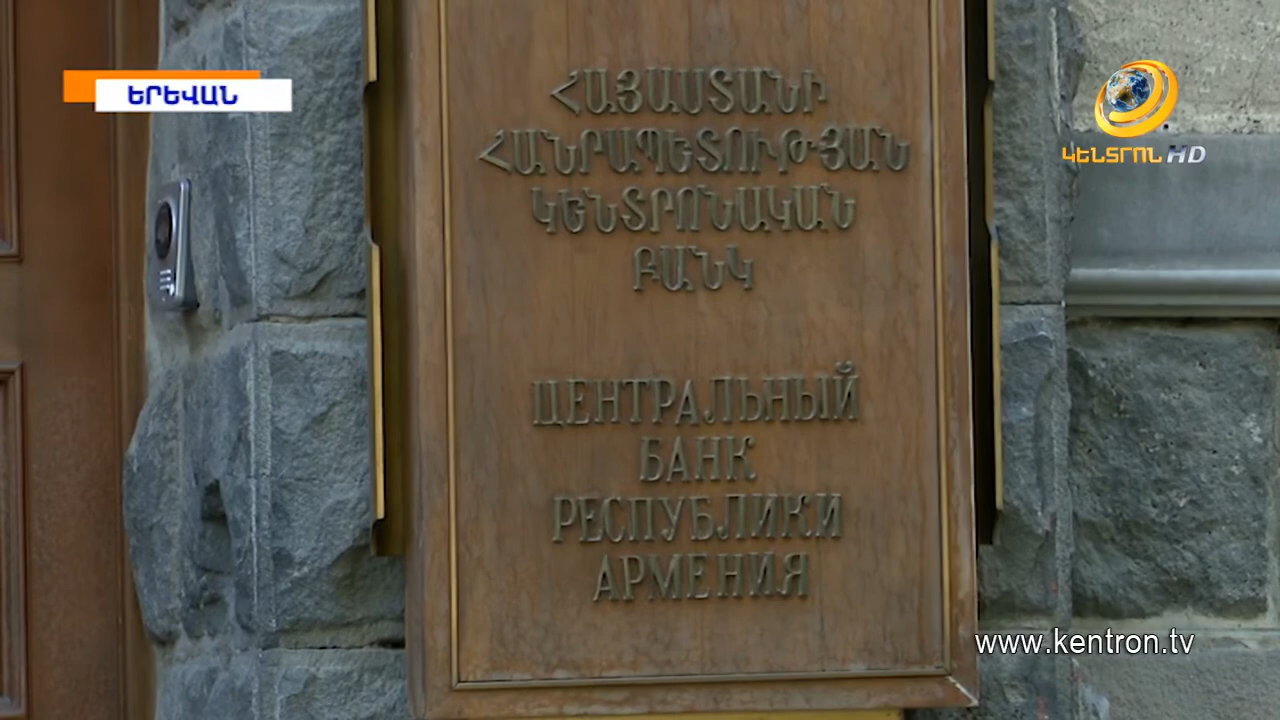 ԵՐԵՎԱՆ
ԿԵՆՏՐՈՆ HD
ՀԱՅԱՍՏԱՆԻ
ՀԱՆՐԱՊԵՏՈՒԹՅԱՆ
ԿԵՆՏՐՈՆԱԿԱՆ
ԲԱՆԿ
ЦЕНТРАЛЬНЫЙ
БАНК
РЕСПУБЛИКИ
АРМЕНИЯ
www.kentron.tv